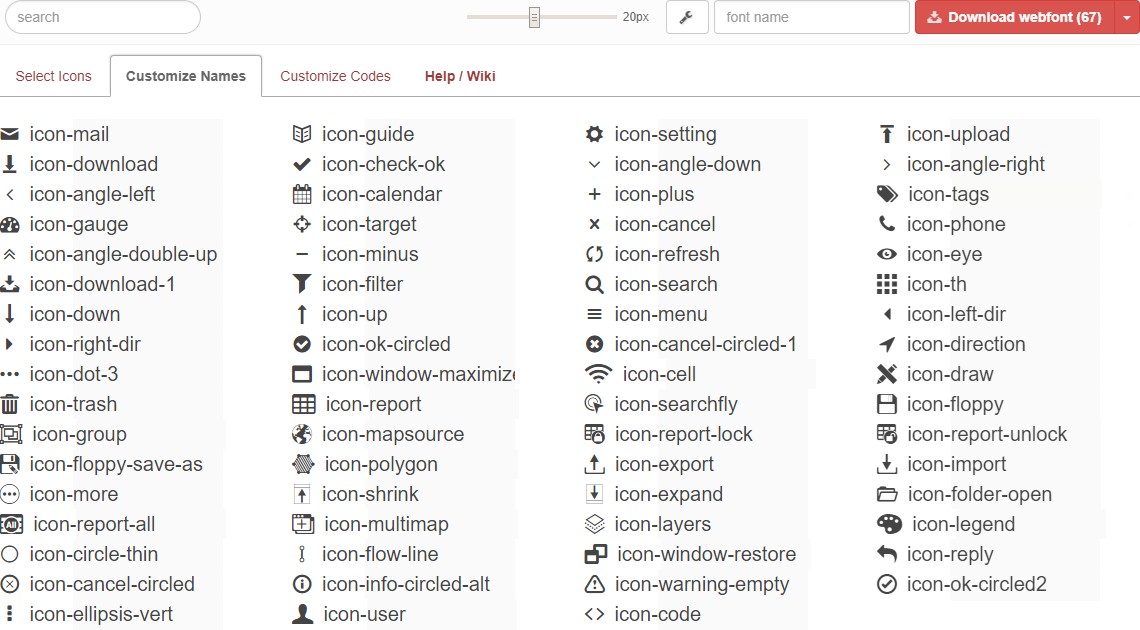 search 20px font name Download webfont (67)
Select Icons Customize Names Customize Codes Help / Wiki
icon-mail icon-guide icon-setting icon-upload
icon-download icon-check-ok icon-angle-down icon-angle-right
icon-angle-left icon-calendar icon-plus icon-tags
icon-gauge icon-target icon-cancel icon-phone
icon-angle-double-up icon-minus icon-refresh icon-eye
icon-download-1 icon-filter icon-search icon-th
icon-down icon-up icon-menu icon-left-dir
icon-right-dir icon-ok-circled icon-cancel-circled-1 icon-direction
icon-dot-3 icon-window-maximize icon-cell icon-draw
icon-trash icon-report icon-searchfly icon-floppy
icon-group icon-mapsource icon-report-lock icon-report-unlock
icon-floppy-save-as icon-polygon icon-export icon-import
icon-more icon-shrink icon-expand icon-folder-open
All icon-report-all icon-multimap icon-layers icon-legend
icon-circle-thin icon-flow-line icon-window-restore icon-reply
icon-cancel-circled icon-info-circled-alt icon-warning-empty icon-ok-circled2
icon-ellipsis-vert icon-user icon-code